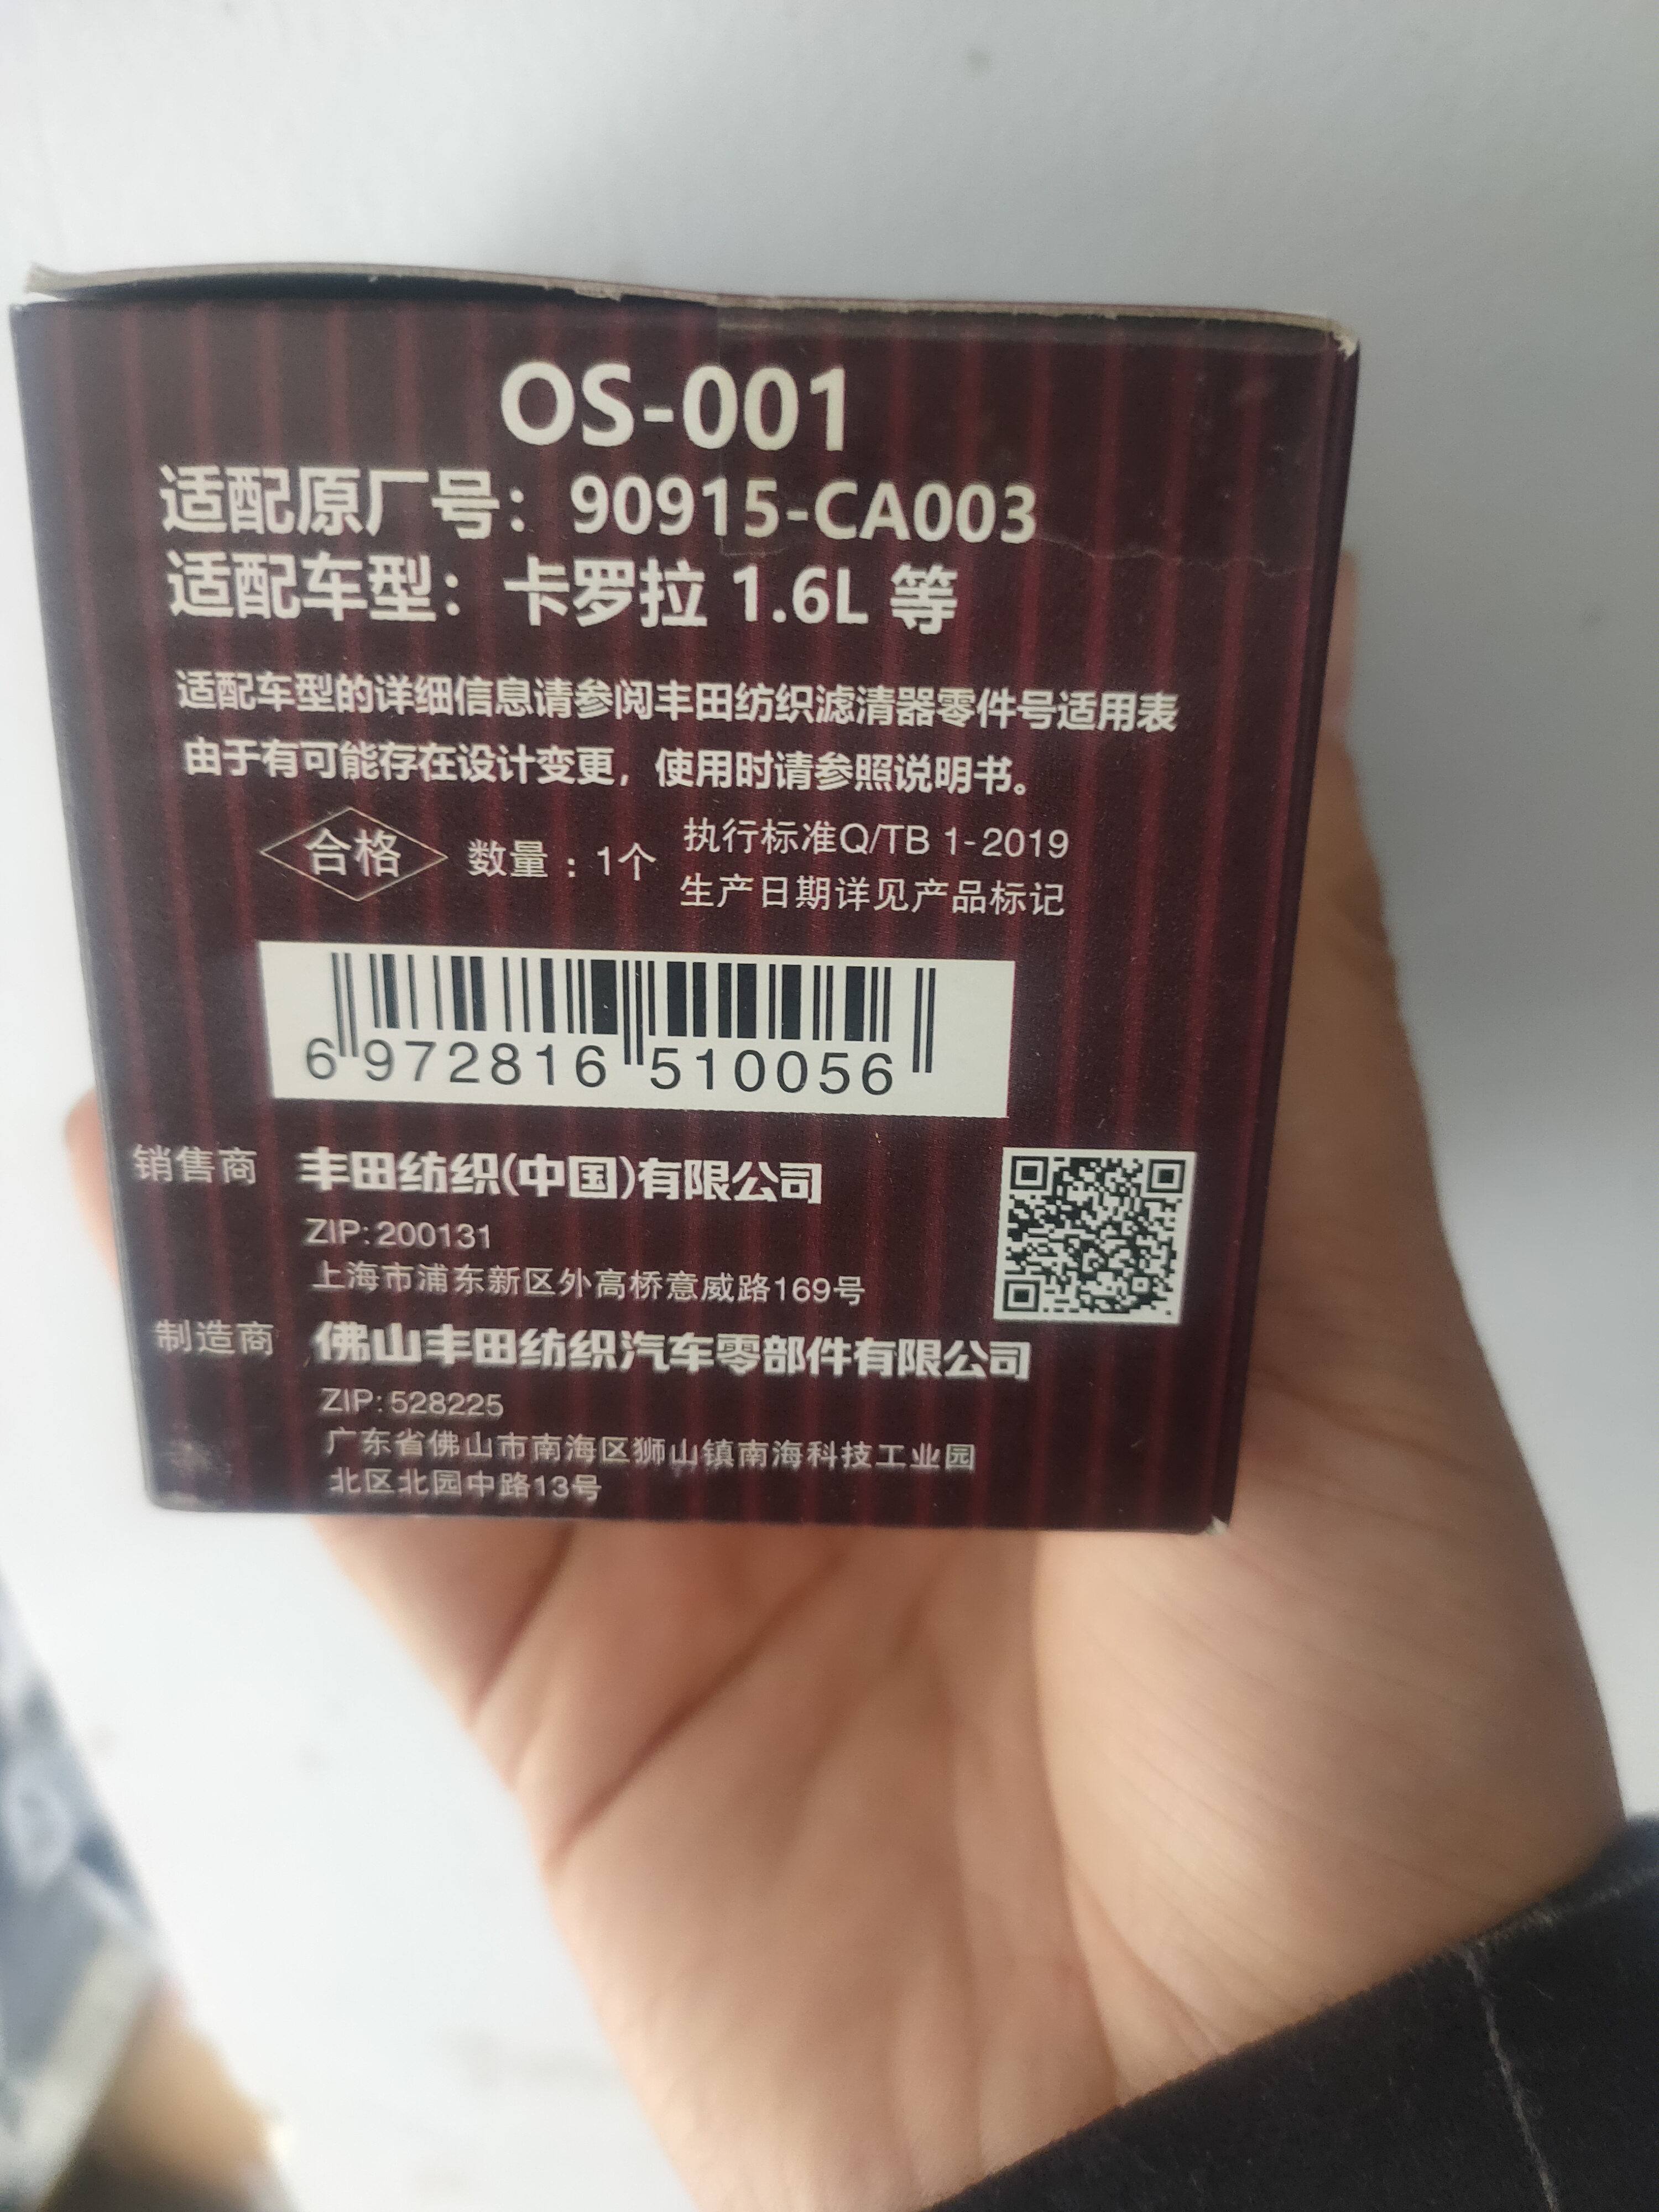 OS-001
适配原厂号：90915-CA003
适配车型：卡罗拉 1.6L 等
适配车型的详细信息请参阅丰田纺织滤清器零件号适用表
由于有可能存在设计变更，使用时请参照说明书。
合格 数量：1个
执行标准Q/TB 1-2019
生产日期详见产品标记
6 972816 510056
销售商 丰田纺织(中国)有限公司
ZIP:200131
上海市浦东新区外高桥意威路169号
制造商 佛山丰田纺织汽车零部件有限公司
ZIP:528225
广东省佛山市南海区狮山镇南海科技工业园
北区北园中路13号